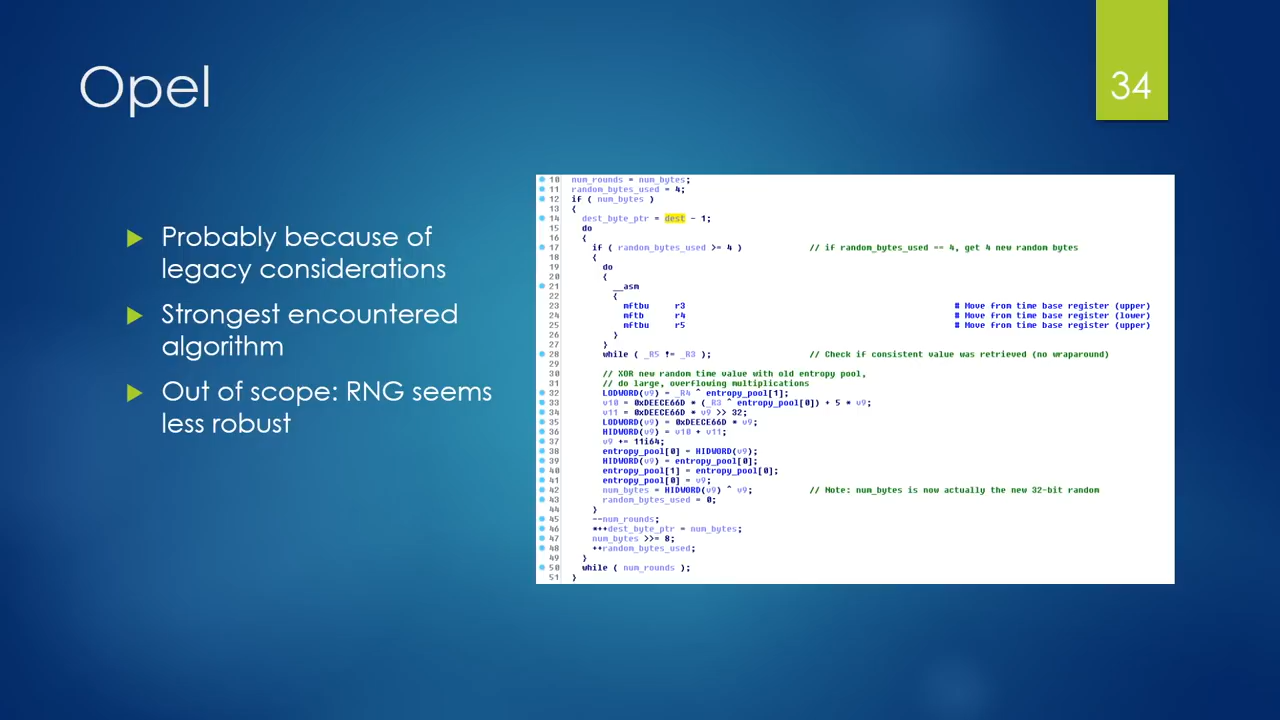 Opel
34
Probably because of
legacy considerations
Strongest encountered
algorithm
Out of scope: RNG seems
less robust
10 num_rounds = num_bytes;
11 random_bytes_used = 4;
12 if ( num_bytes )
13 {
14 dest_byte_ptr = dest - 1;
15 do
16 {
17 if ( random_bytes_used >= 4 ) // if random_bytes_used == 4, get 4 new random bytes
18 {
19 do
20 {
21 __asm
22 {
23 mftbu r3 # Move from time base register (upper)
24 mftb r4 # Move from time base register (lower)
25 mftbu r5 # Move from time base register (upper)
26 }
27 }
28 while ( _R5 != _R3 ); // Check if consistent value was retrieved (no wraparound)
29
30 // XOR new random time value with old entropy pool,
31 // do large, overflowing multiplications
32 LODWORD(v9) = _R4 ^ entropy_pool[1];
33 v10 = 0xDEECE66D * (_R3 ^ entropy_pool[0]) + 5 * v9;
34 v11 = 0xDEECE66D * v9 >> 32;
35 LODWORD(v9) = 0xDEECE66D * v9;
36 HIDWORD(v9) = v10 + v11;
37 v9 += 11i64;
38 entropy_pool[0] = HIDWORD(v9);
39 HIDWORD(v9) = entropy_pool[0];
40 entropy_pool[1] = entropy_pool[0];
41 entropy_pool[0] = v9;
42 num_bytes = HIDWORD(v9) ^ v9; // Note: num_bytes is now actually the new 32-bit random
43 random_bytes_used = 0;
44 }
45 --num_rounds;
46 *++dest_byte_ptr = num_bytes;
47 num_bytes >>= 8;
48 ++random_bytes_used;
49 }
50 while ( num_rounds );
51 }